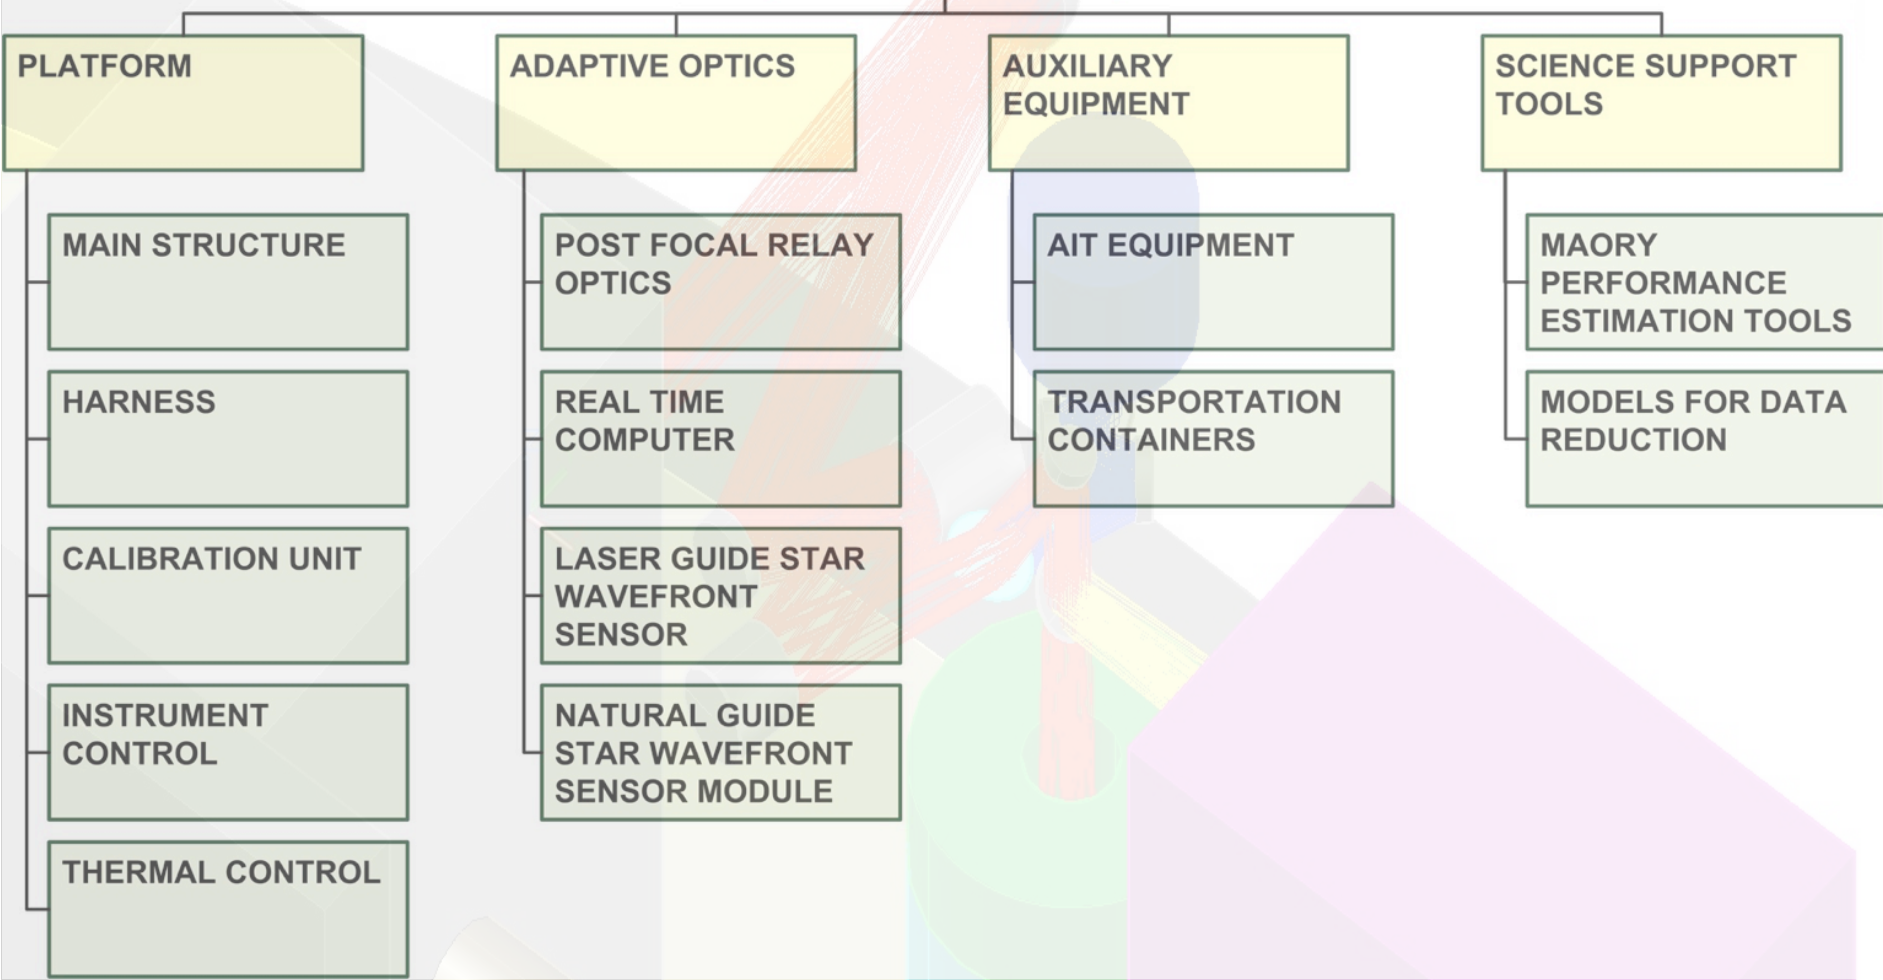 PLATFORM
MAIN STRUCTURE
HARNESS
CALIBRATION UNIT
INSTRUMENT
CONTROL
THERMAL CONTROL
ADAPTIVE OPTICS
POST FOCAL RELAY
OPTICS
REAL TIME
COMPUTER
LASER GUIDE STAR
WAVEFRONT
SENSOR
NATURAL GUIDE
STAR WAVEFRONT
SENSOR MODULE
AUXILIARY
EQUIPMENT
AIT EQUIPMENT
TRANSPORTATION
CONTAINERS
SCIENCE SUPPORT
TOOLS
MAORY
PERFORMANCE
ESTIMATION TOOLS
MODELS FOR DATA
REDUCTION